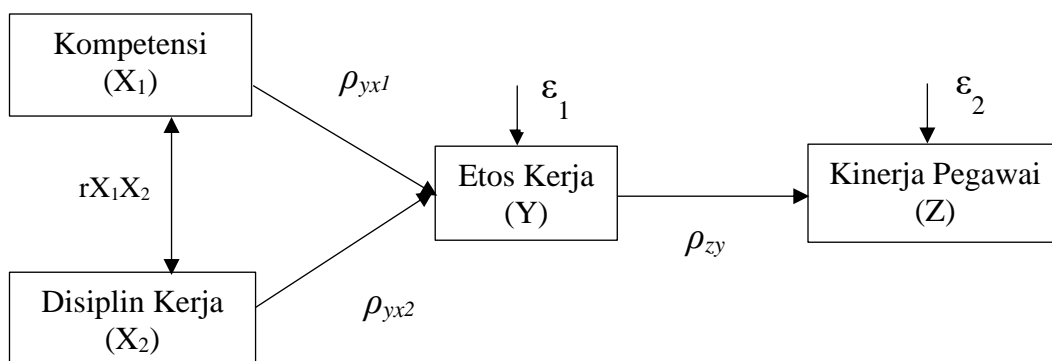 Kompetensi
(X₁)
ρyx1
ε₁
ε₂
rX₁X₂
Etos Kerja
(Y)
Kinerja Pegawai
(Z)
ρzy
Disiplin Kerja
(X₂)
ρyx2